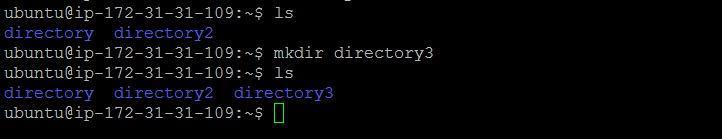 ubuntu@ip-172-31-31-109:~$ ls
directory  directory2
ubuntu@ip-172-31-31-109:~$ mkdir directory3
ubuntu@ip-172-31-31-109:~$ ls
directory  directory2  directory3
ubuntu@ip-172-31-31-109:~$